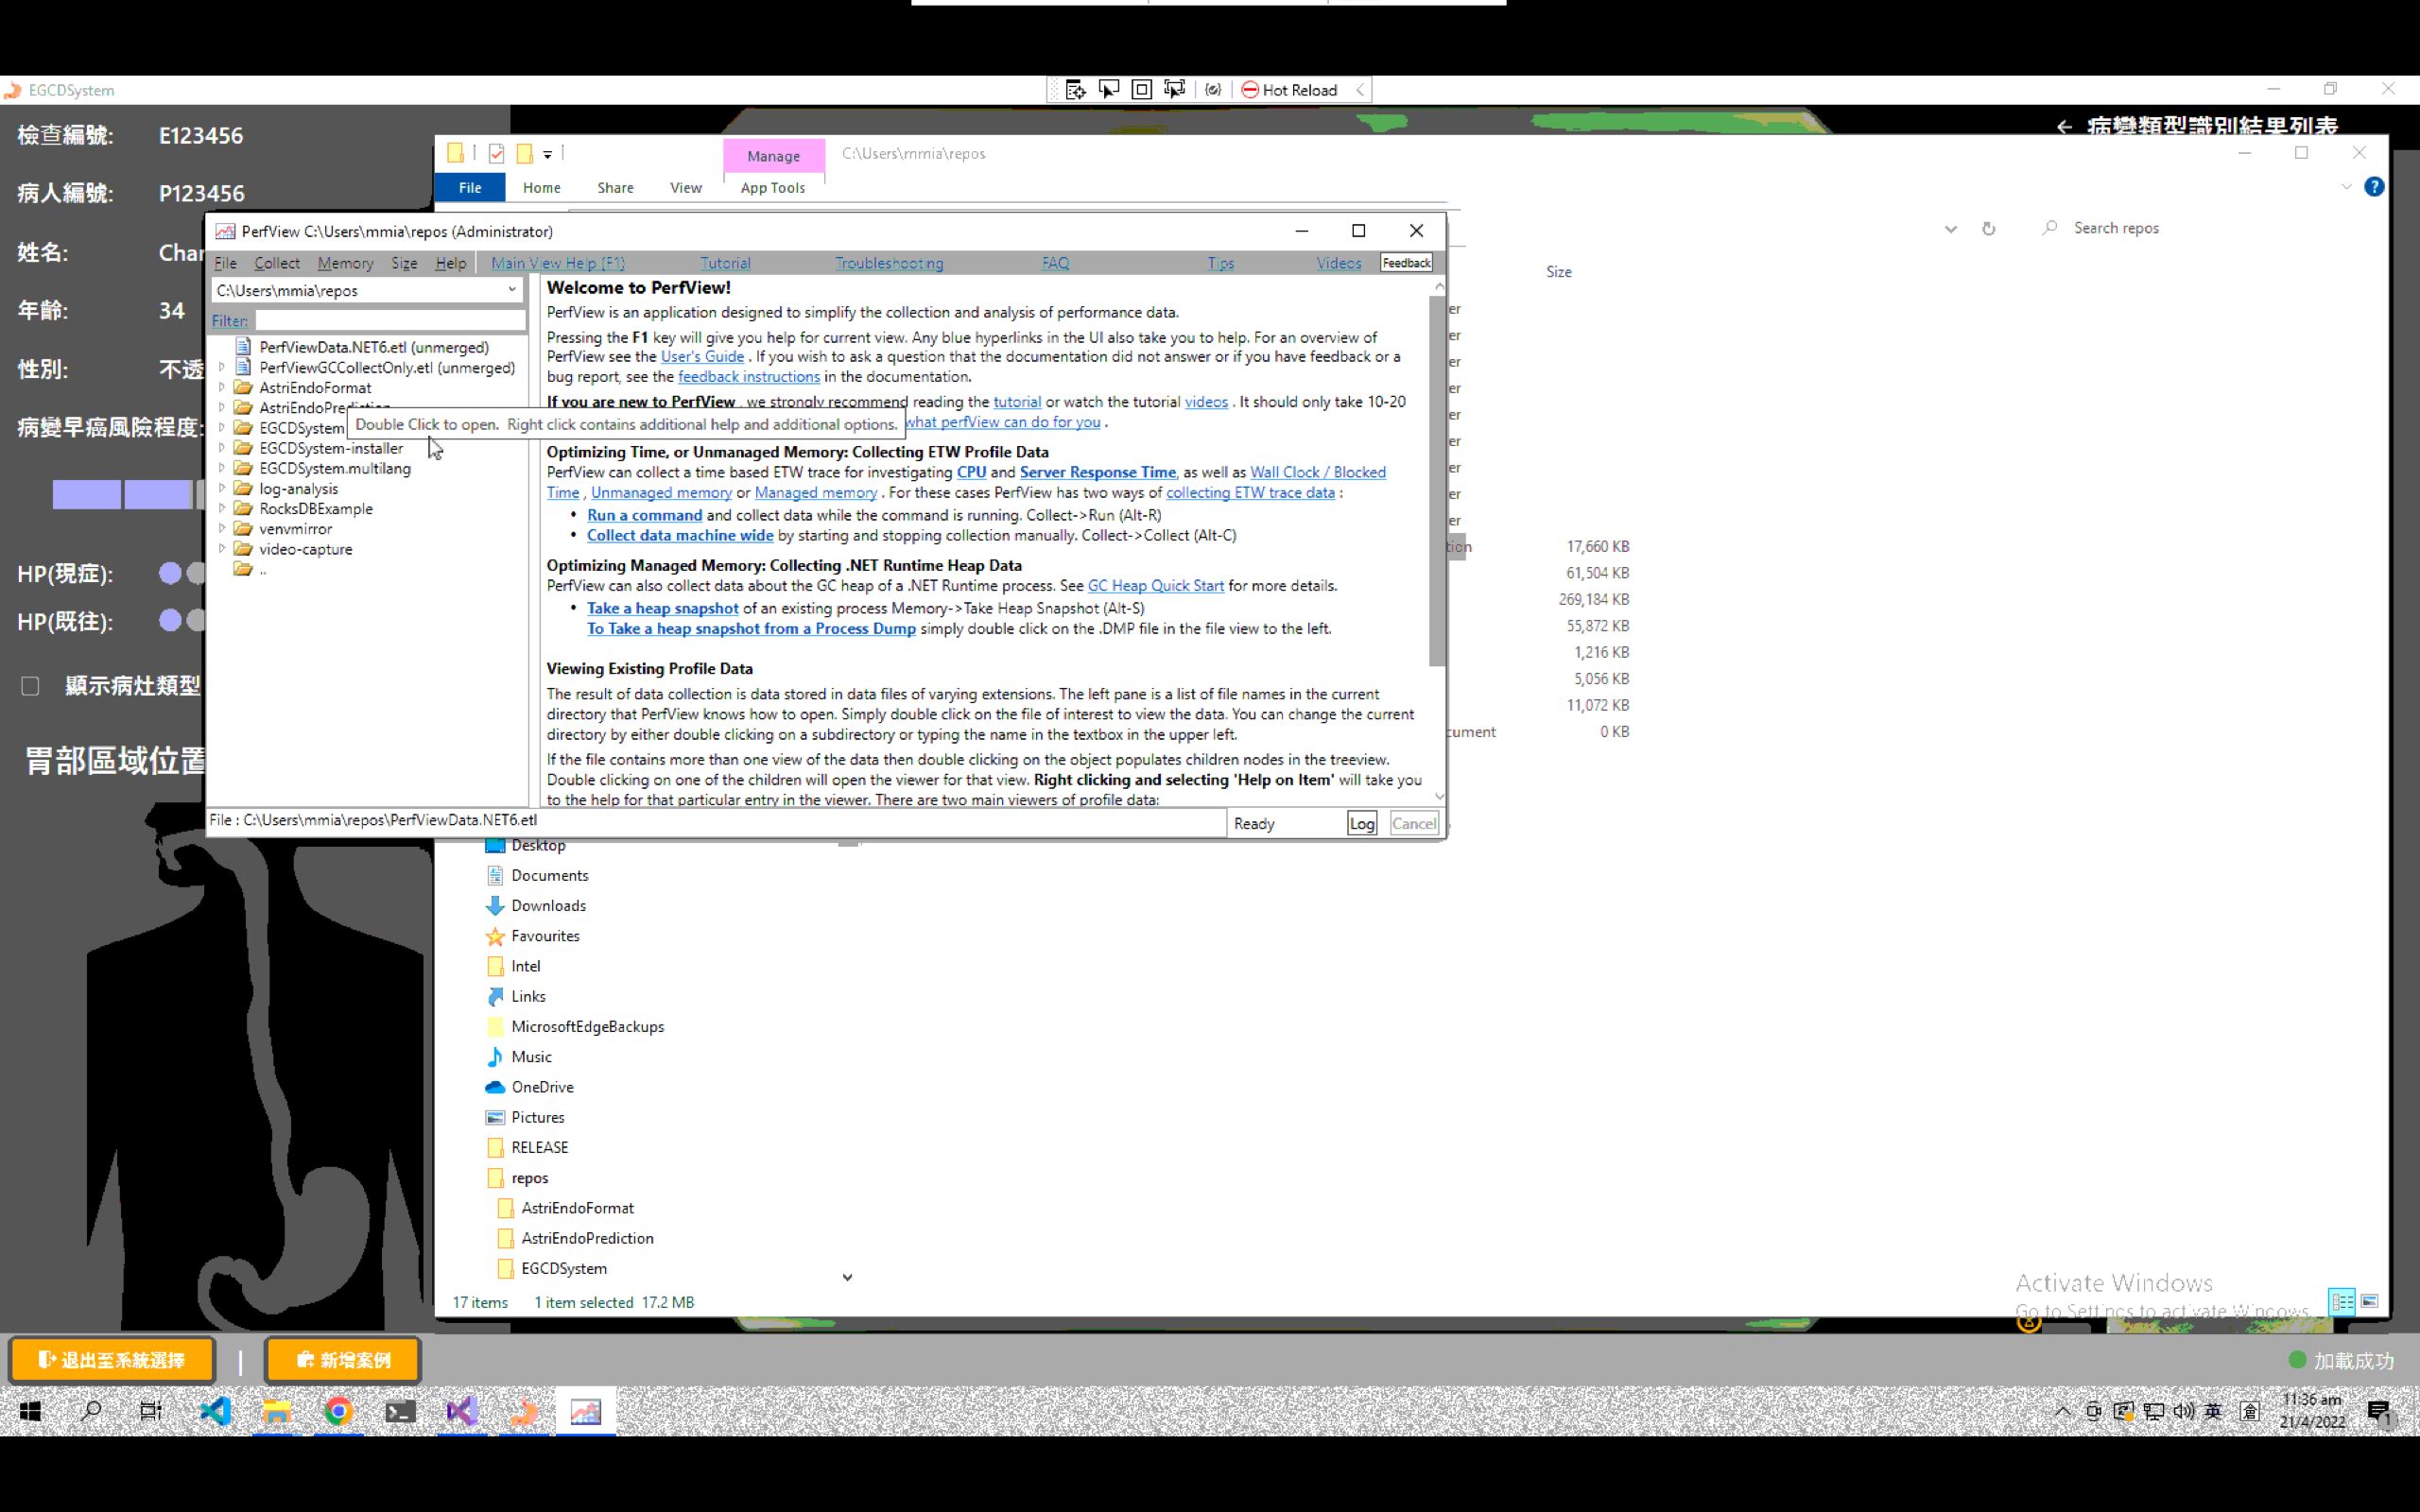 EGCDSystem
Hot Reload
檢查編號: E123456
病人編號: P123456
姓名: Char
年齡: 34
性別: 不透
病變早癌風險程度:
HP(現症):
HP(既往):
顯示病灶類型
胃部區域位置
病變類型識別結果列表
Manage C:\Users\mmia\repos
File Home Share View App Tools
Search repos
Size
PerfView C:\Users\mmia\repos (Administrator)
File Collect Memory Size Help Main View Help (F1) Tutorial Troubleshooting FAQ Tips Videos Feedback
C:\Users\mmia\repos
Filter:
PerfViewData.NET6.etl (unmerged)
PerfViewGCCollectOnly.etl (unmerged)
AstriEndoFormat
AstriEndoPrediction
EGCDSystem
EGCDSystem-installer
EGCDSystem.multilang
log-analysis
RocksDBExample
venvmirror
video-capture
..
Double Click to open. Right click contains additional help and additional options.
Welcome to PerfView!
PerfView is an application designed to simplify the collection and analysis of performance data.
Pressing the F1 key will give you help for current view. Any blue hyperlinks in the UI also take you to help. For an overview of
PerfView see the User's Guide . If you wish to ask a question that the documentation did not answer or if you have feedback or a
bug report, see the feedback instructions in the documentation.
If you are new to PerfView , we strongly recommend reading the tutorial or watch the tutorial videos . It should only take 10-20
what perfView can do for you .
Optimizing Time, or Unmanaged Memory: Collecting ETW Profile Data
PerfView can collect a time based ETW trace for investigating CPU and Server Response Time, as well as Wall Clock / Blocked
Time , Unmanaged memory or Managed memory . For these cases PerfView has two ways of collecting ETW trace data :
• Run a command and collect data while the command is running. Collect->Run (Alt-R)
• Collect data machine wide by starting and stopping collection manually. Collect->Collect (Alt-C)
Optimizing Managed Memory: Collecting .NET Runtime Heap Data
PerfView can also collect data about the GC heap of a .NET Runtime process. See GC Heap Quick Start for more details.
• Take a heap snapshot of an existing process Memory->Take Heap Snapshot (Alt-S)
To Take a heap snapshot from a Process Dump simply double click on the .DMP file in the file view to the left.
Viewing Existing Profile Data
The result of data collection is data stored in data files of varying extensions. The left pane is a list of file names in the current
directory that PerfView knows how to open. Simply double click on the file of interest to view the data. You can change the current
directory by either double clicking on a subdirectory or typing the name in the textbox in the upper left.
If the file contains more than one view of the data then double clicking on the object populates children nodes in the treeview.
Double clicking on one of the children will open the viewer for that view. Right clicking and selecting 'Help on Item' will take you
to the help for that particular entry in the viewer. There are two main viewers of profile data:
File : C:\Users\mmia\repos\PerfViewData.NET6.etl
Ready Log Cancel
er
er
er
er
er
er
er
er
er
tion 17,660 KB
61,504 KB
269,184 KB
55,872 KB
1,216 KB
5,056 KB
11,072 KB
cument 0 KB
Desktop
Documents
Downloads
Favourites
Intel
Links
MicrosoftEdgeBackups
Music
OneDrive
Pictures
RELEASE
repos
AstriEndoFormat
AstriEndoPrediction
EGCDSystem
17 items 1 item selected 17.2 MB
Activate Windows
Go to Settings to activate Windows.
退出至系統選擇 | 新增案例
加載成功
英 倉
11:36 am
21/4/2022
1